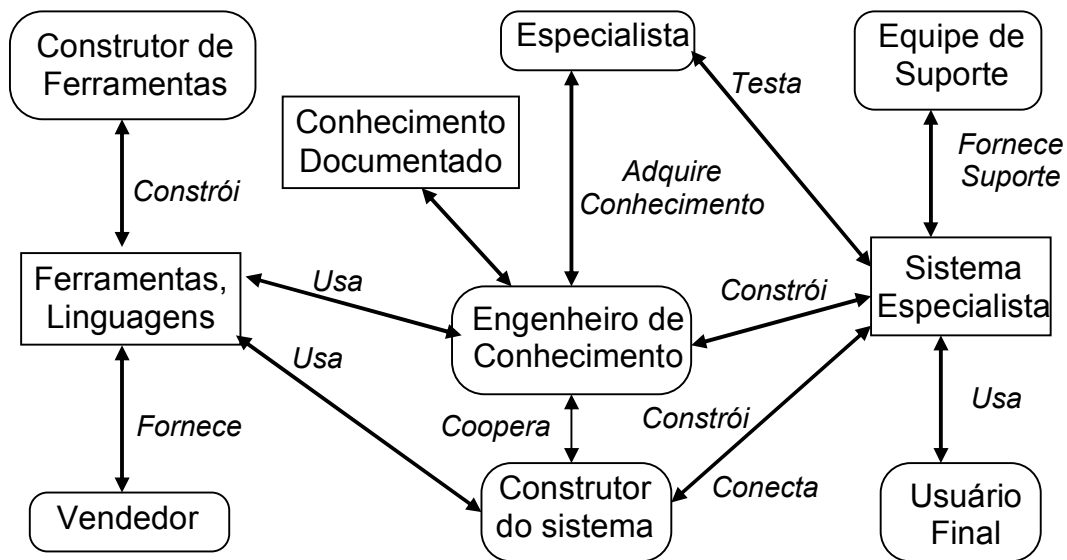 Construtor de
Ferramentas
Especialista
Equipe de
Suporte
Testa
Conhecimento
Documentado
Fornece
Suporte
Constrói
Adquire
Conhecimento
Ferramentas,
Linguagens
Usa
Constrói
Sistema
Especialista
Engenheiro de
Conhecimento
Usa
Fornece
Coopera
Constrói
Usa
Conecta
Vendedor
Construtor
do sistema
Usuário
Final